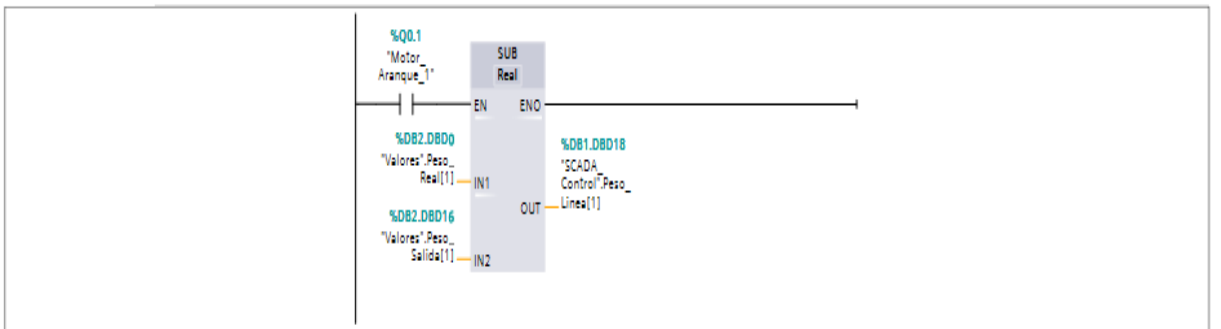 %Q0.1
"Motor_
Aranque_1"
SUB
Real
EN
ENO
%DB2.DBD0
"Valores".Peso_
Real[1]
IN1
%DB1.DBD18
"SCADA_
Control".Peso_
Linea[1]
OUT
%DB2.DBD16
"Valores".Peso_
Salida[1]
IN2